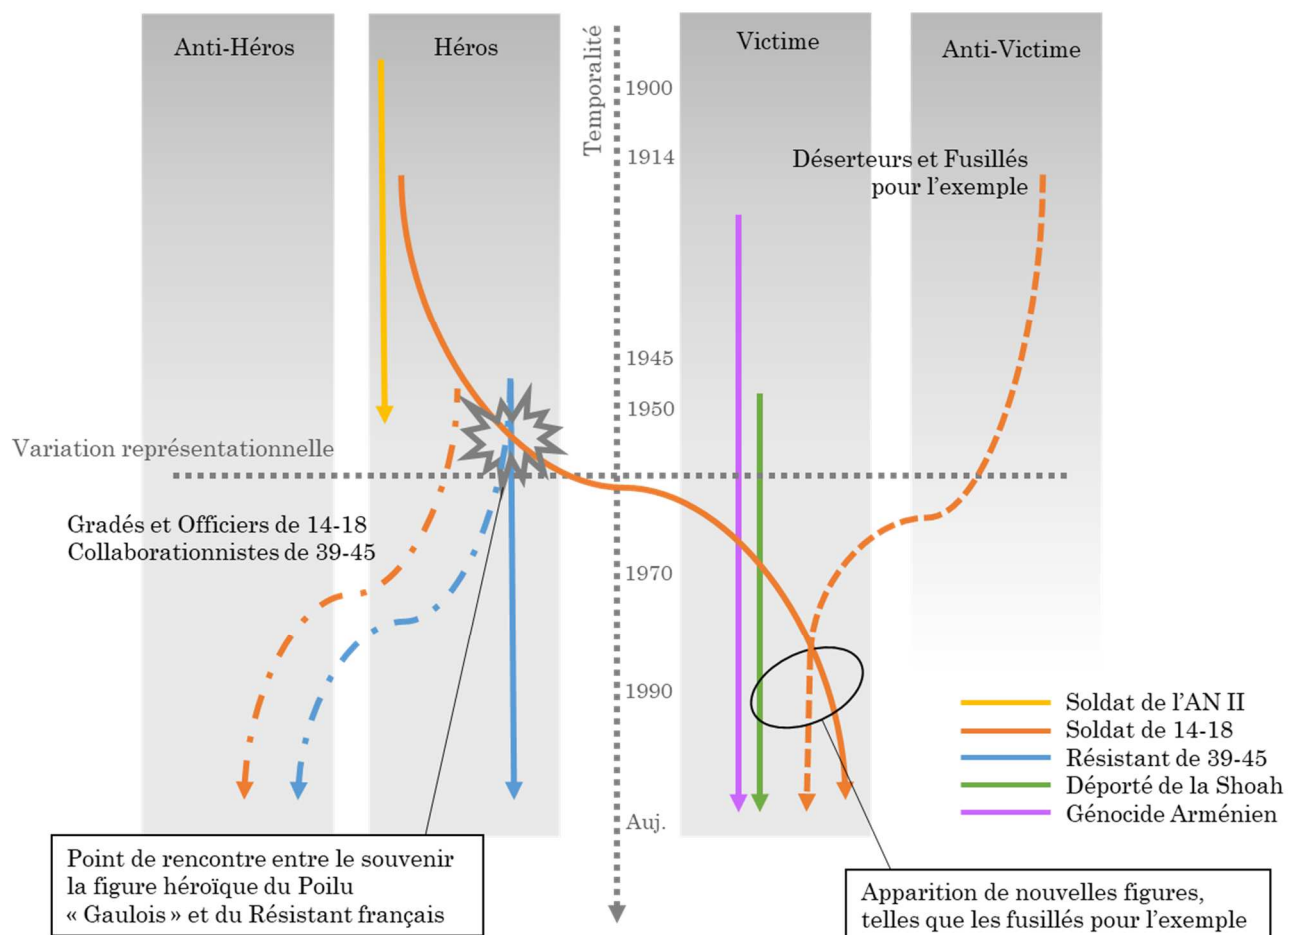 Anti-Héros
Héros
Temporalité
Victime
Anti-Victime
1900
1914
Déserteurs et Fusillés
pour l'exemple
1945
1950
Variation représentationnelle
Gradés et Officiers de 14-18
Collaborationnistes de 39-45
1970
1990
Auj.
Soldat de l'AN II
Soldat de 14-18
Résistant de 39-45
Déporté de la Shoah
Génocide Arménien
Point de rencontre entre le souvenir
la figure héroïque du Poilu
« Gaulois » et du Résistant français
Apparition de nouvelles figures,
telles que les fusillés pour l'exemple